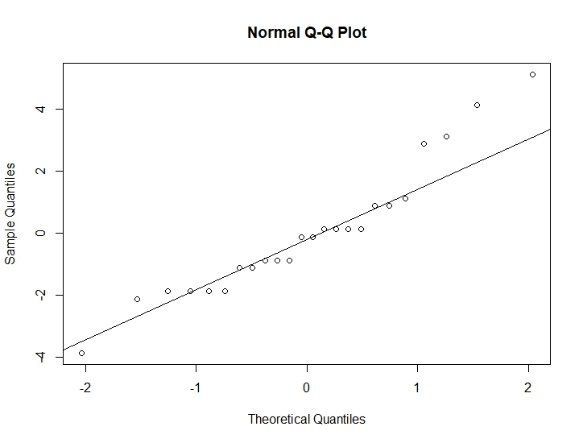 Normal Q-Q Plot
Sample Quantiles
4
2
0
-2
-4
-2 -1 0 1 2
Theoretical Quantiles